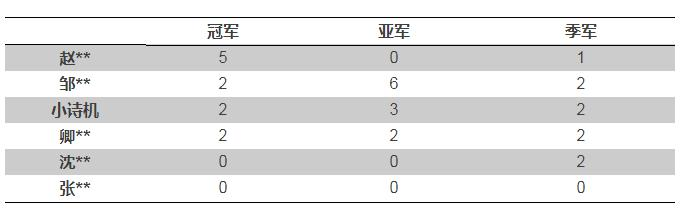 冠军 亚军 季军
赵** 5 0 1
邹** 2 6 2
小诗机 2 3 2
卿** 2 2 2
沈** 0 0 2
张** 0 0 0